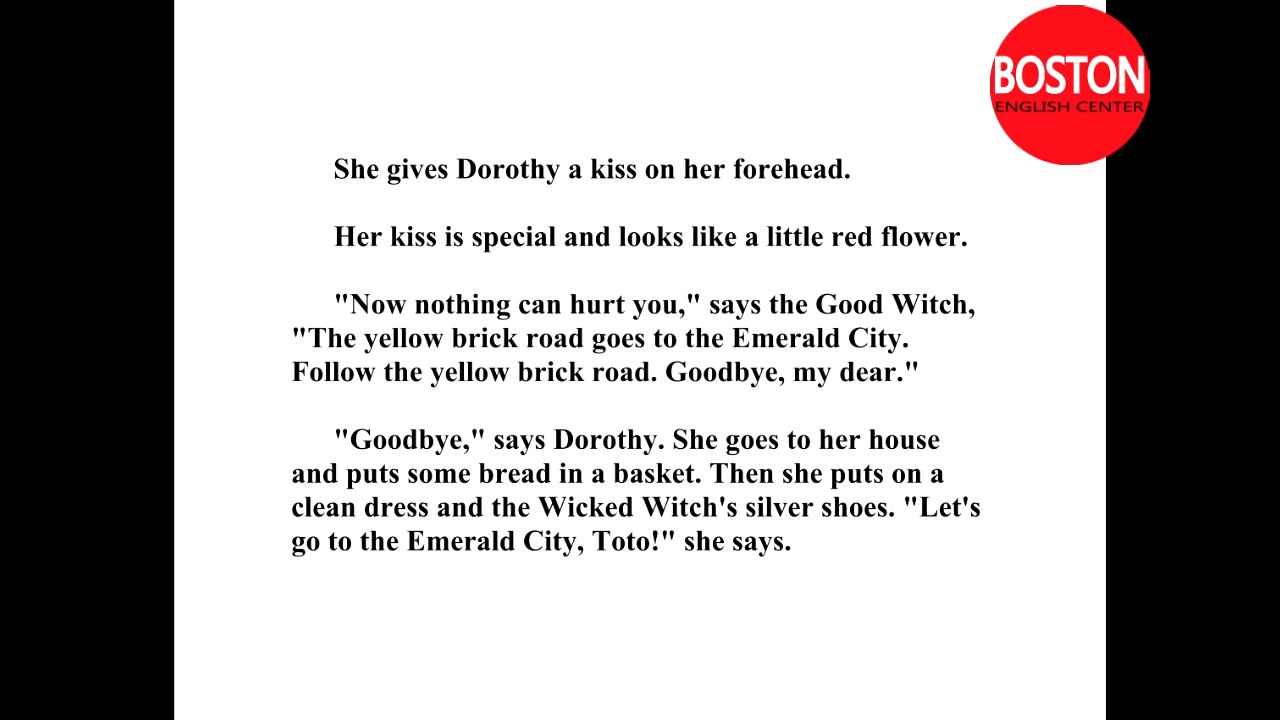 BOSTON
ENGLISH CENTER
She gives Dorothy a kiss on her forehead.
Her kiss is special and looks like a little red flower.
"Now nothing can hurt you," says the Good Witch,
"The yellow brick road goes to the Emerald City.
Follow the yellow brick road. Goodbye, my dear."
"Goodbye," says Dorothy. She goes to her house
and puts some bread in a basket. Then she puts on a
clean dress and the Wicked Witch's silver shoes. "Let's
go to the Emerald City, Toto!" she says.